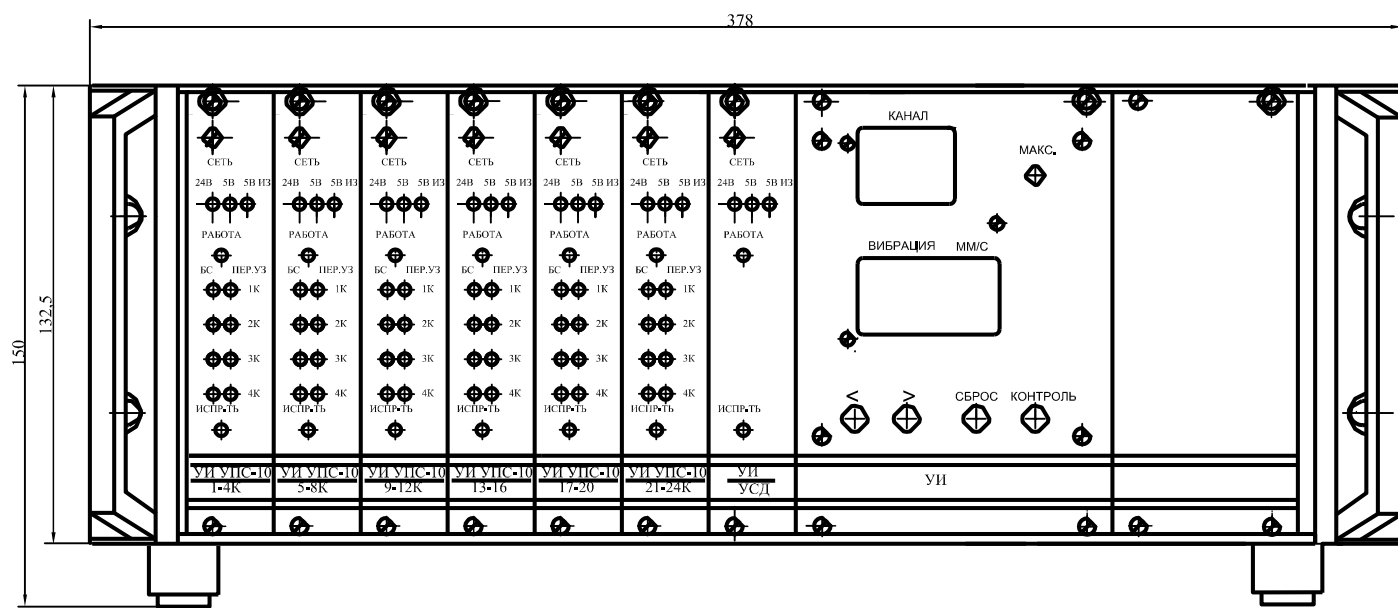 378
КАНАЛ
МАКС.
СЕТЬ СЕТЬ СЕТЬ СЕТЬ СЕТЬ СЕТЬ СЕТЬ
24В 5В 5В ИЗ 24В 5В 5В ИЗ 24В 5В 5В ИЗ 24В 5В 5В ИЗ 24В 5В 5В ИЗ 24В 5В 5В ИЗ 24В 5В 5В ИЗ
РАБОТА РАБОТА РАБОТА РАБОТА РАБОТА РАБОТА РАБОТА
ВИБРАЦИЯ ММ/С
БС ПЕР.УЗ БС ПЕР.УЗ БС ПЕР.УЗ БС ПЕР.УЗ БС ПЕР.УЗ БС ПЕР.УЗ
1К 1К 1К 1К 1К 1К
132,5
150
2К 2К 2К 2К 2К 2К
3К 3К 3К 3К 3К 3К
4К 4К 4К 4К 4К 4К
< > СБРОС КОНТРОЛЬ
ИСПР-ТЬ ИСПР-ТЬ ИСПР-ТЬ ИСПР-ТЬ ИСПР-ТЬ ИСПР-ТЬ ИСПР-ТЬ
УИ УПС-10 УИ УПС-10 УИ УПС-10 УИ УПС-10 УИ УПС-10 УИ УПС-10 УИ
УИ
1-4К 5-8К 9-12К 13-16 17-20 21-24К УСД